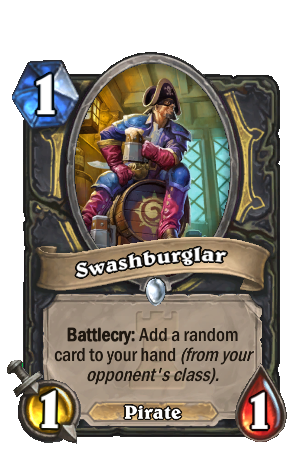 1
Swashburglar
Battlecry: Add a random
card to your hand (from your
opponent's class).
1
Pirate
1